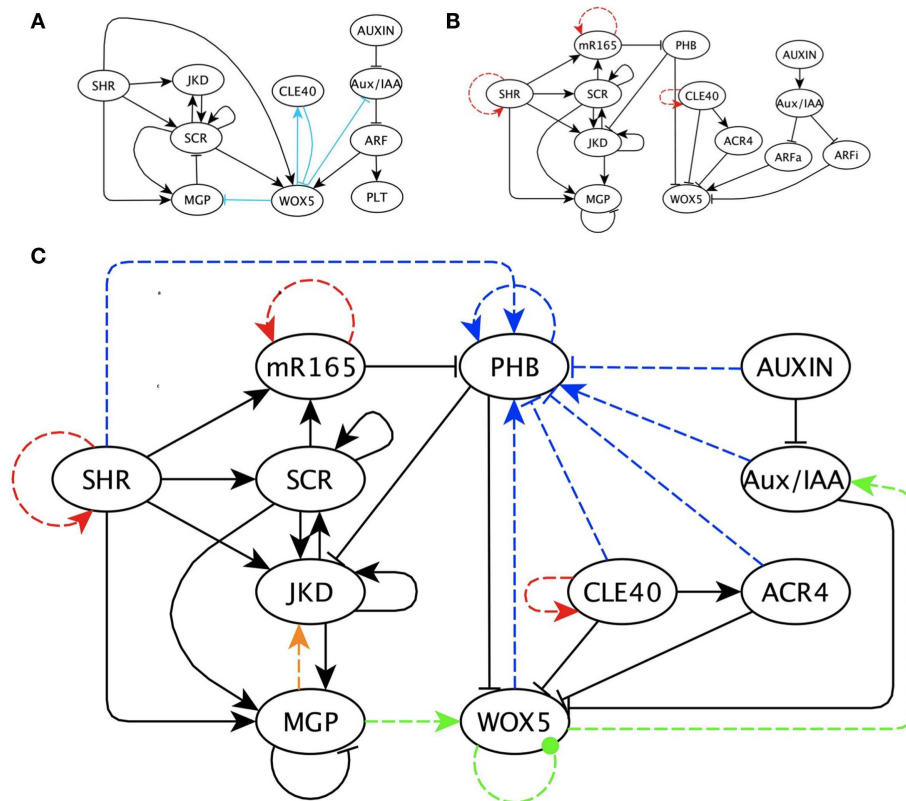 A
AUXIN
SHR
JKD
CLE40
Aux/IAA
SCR
ARF
MGP
WOX5
PLT
B
mR165
PHB
AUXIN
SHR
SCR
CLE40
Aux/IAA
JKD
ACR4
ARFa
ARFi
MGP
WOX5
C
mR165
PHB
AUXIN
SHR
SCR
Aux/IAA
JKD
CLE40
ACR4
MGP
WOX5